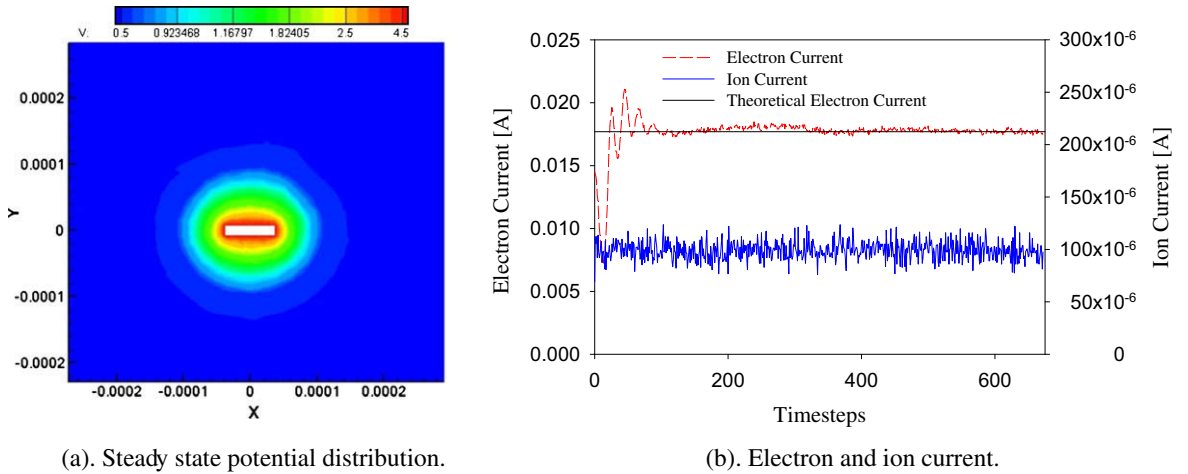 V: 0.5 0.923468 1.16797 1.82405 2.5 4.5
0.0002
0.0001
0
-0.0001
-0.0002
Y
-0.0002 -0.0001 0 0.0001 0.0002
X
(a). Steady state potential distribution.
0.025
0.020
0.015
0.010
0.005
0.000
Electron Current [A]
Electron Current
Ion Current
Theoretical Electron Current
300x10-6
250x10-6
200x10-6
150x10-6
100x10-6
50x10-6
0
Ion Current [A]
0 200 400 600
Timesteps
(b). Electron and ion current.